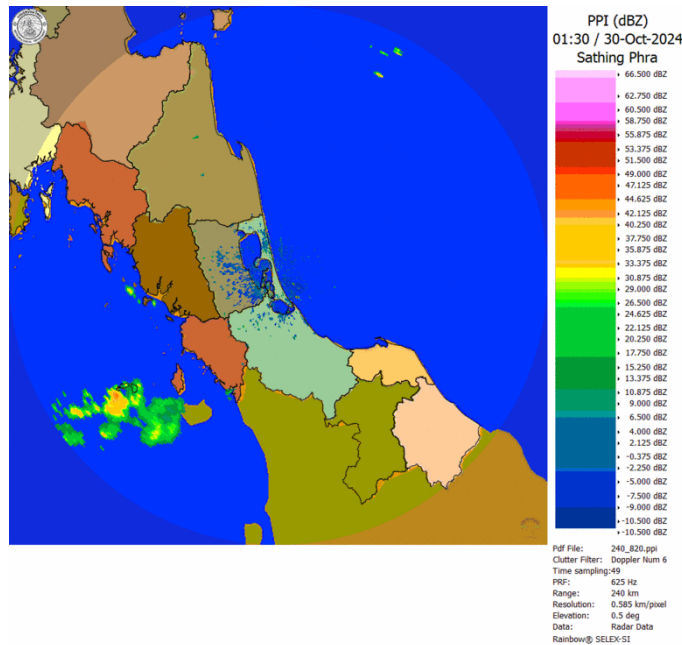 PPI (dBZ)
01:30 / 30-Oct-2024
Sathing Phra
66.500 dBZ
62.750 dBZ
60.500 dBZ
58.750 dBZ
55.875 dBZ
53.375 dBZ
51.500 dBZ
49.000 dBZ
47.125 dBZ
44.625 dBZ
42.125 dBZ
40.250 dBZ
37.750 dBZ
35.875 dBZ
33.375 dBZ
30.875 dBZ
29.000 dBZ
26.500 dBZ
24.625 dBZ
22.125 dBZ
20.250 dBZ
17.750 dBZ
15.250 dBZ
13.375 dBZ
10.875 dBZ
9.000 dBZ
6.500 dBZ
4.000 dBZ
2.125 dBZ
-0.375 dBZ
-2.250 dBZ
-5.000 dBZ
-7.500 dBZ
-9.000 dBZ
-10.500 dBZ
-10.500 dBZ
Pdf File: 240_820.ppi
Clutter Filter: Doppler Num 6
Time sampling:49
PRF: 625 Hz
Range: 240 km
Resolution: 0.585 km/pixel
Elevation: 0.5 deg
Data: Radar Data
Rainbow® SELEX-SI